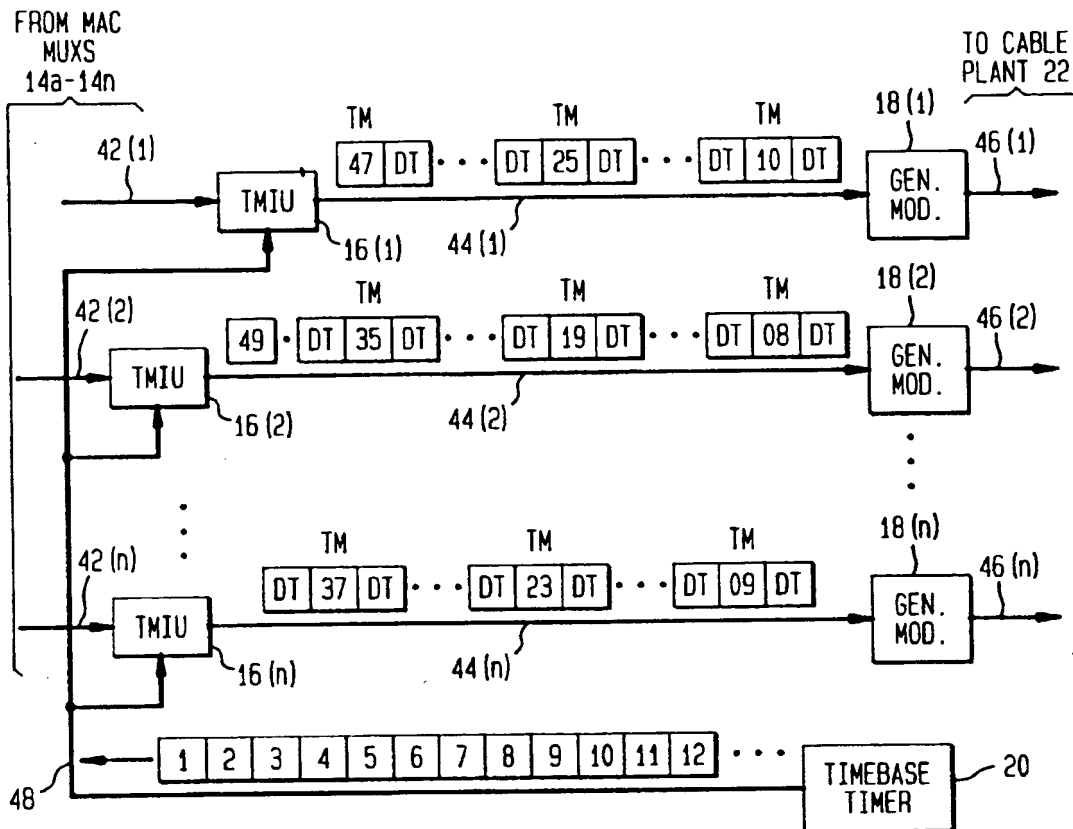 FROM MAC
MUXS
14a-14n
TO CABLE
PLANT 22
42(1)
TMIU
16(1)
TM TM TM
47 DT ··· DT 25 DT ··· DT 10 DT
44(1)
18(1)
GEN.
MOD.
46(1)
42(2)
TMIU
16(2)
TM TM TM
49 · DT 35 DT ··· DT 19 DT ··· DT 08 DT
44(2)
18(2)
GEN.
MOD.
46(2)
42(n)
TMIU
16(n)
TM TM TM
DT 37 DT ··· DT 23 DT ··· DT 09 DT
44(n)
18(n)
GEN.
MOD.
46(n)
48
1 2 3 4 5 6 7 8 9 10 11 12 ···
TIMEBASE
TIMER
20